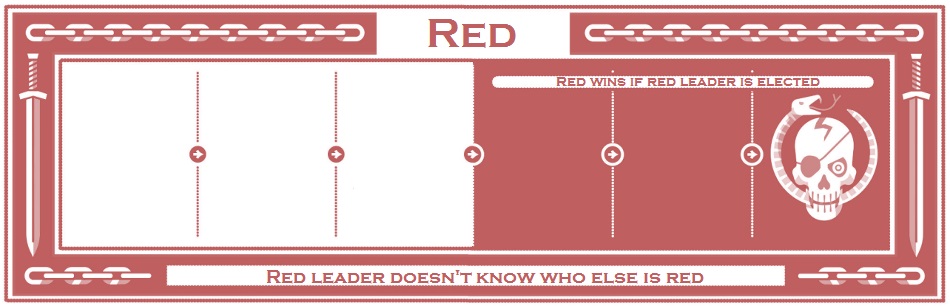 Red
Red wins if red leader is elected
Red leader doesn't know who else is red